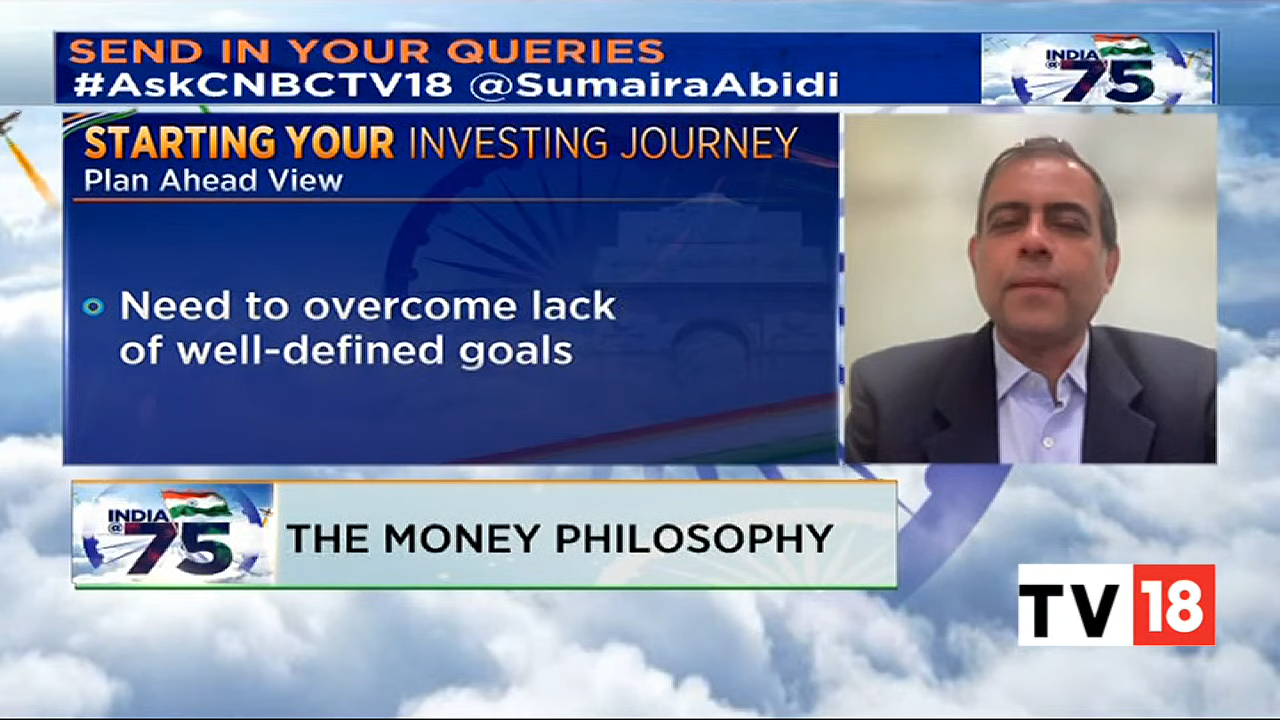 SEND IN YOUR QUERIES
#AskCNBCTV18 @SumairaAbidi
INDIA
@
75
STARTING YOUR INVESTING JOURNEY
Plan Ahead View
Need to overcome lack
of well-defined goals
INDIA
@
75
THE MONEY PHILOSOPHY
TV18